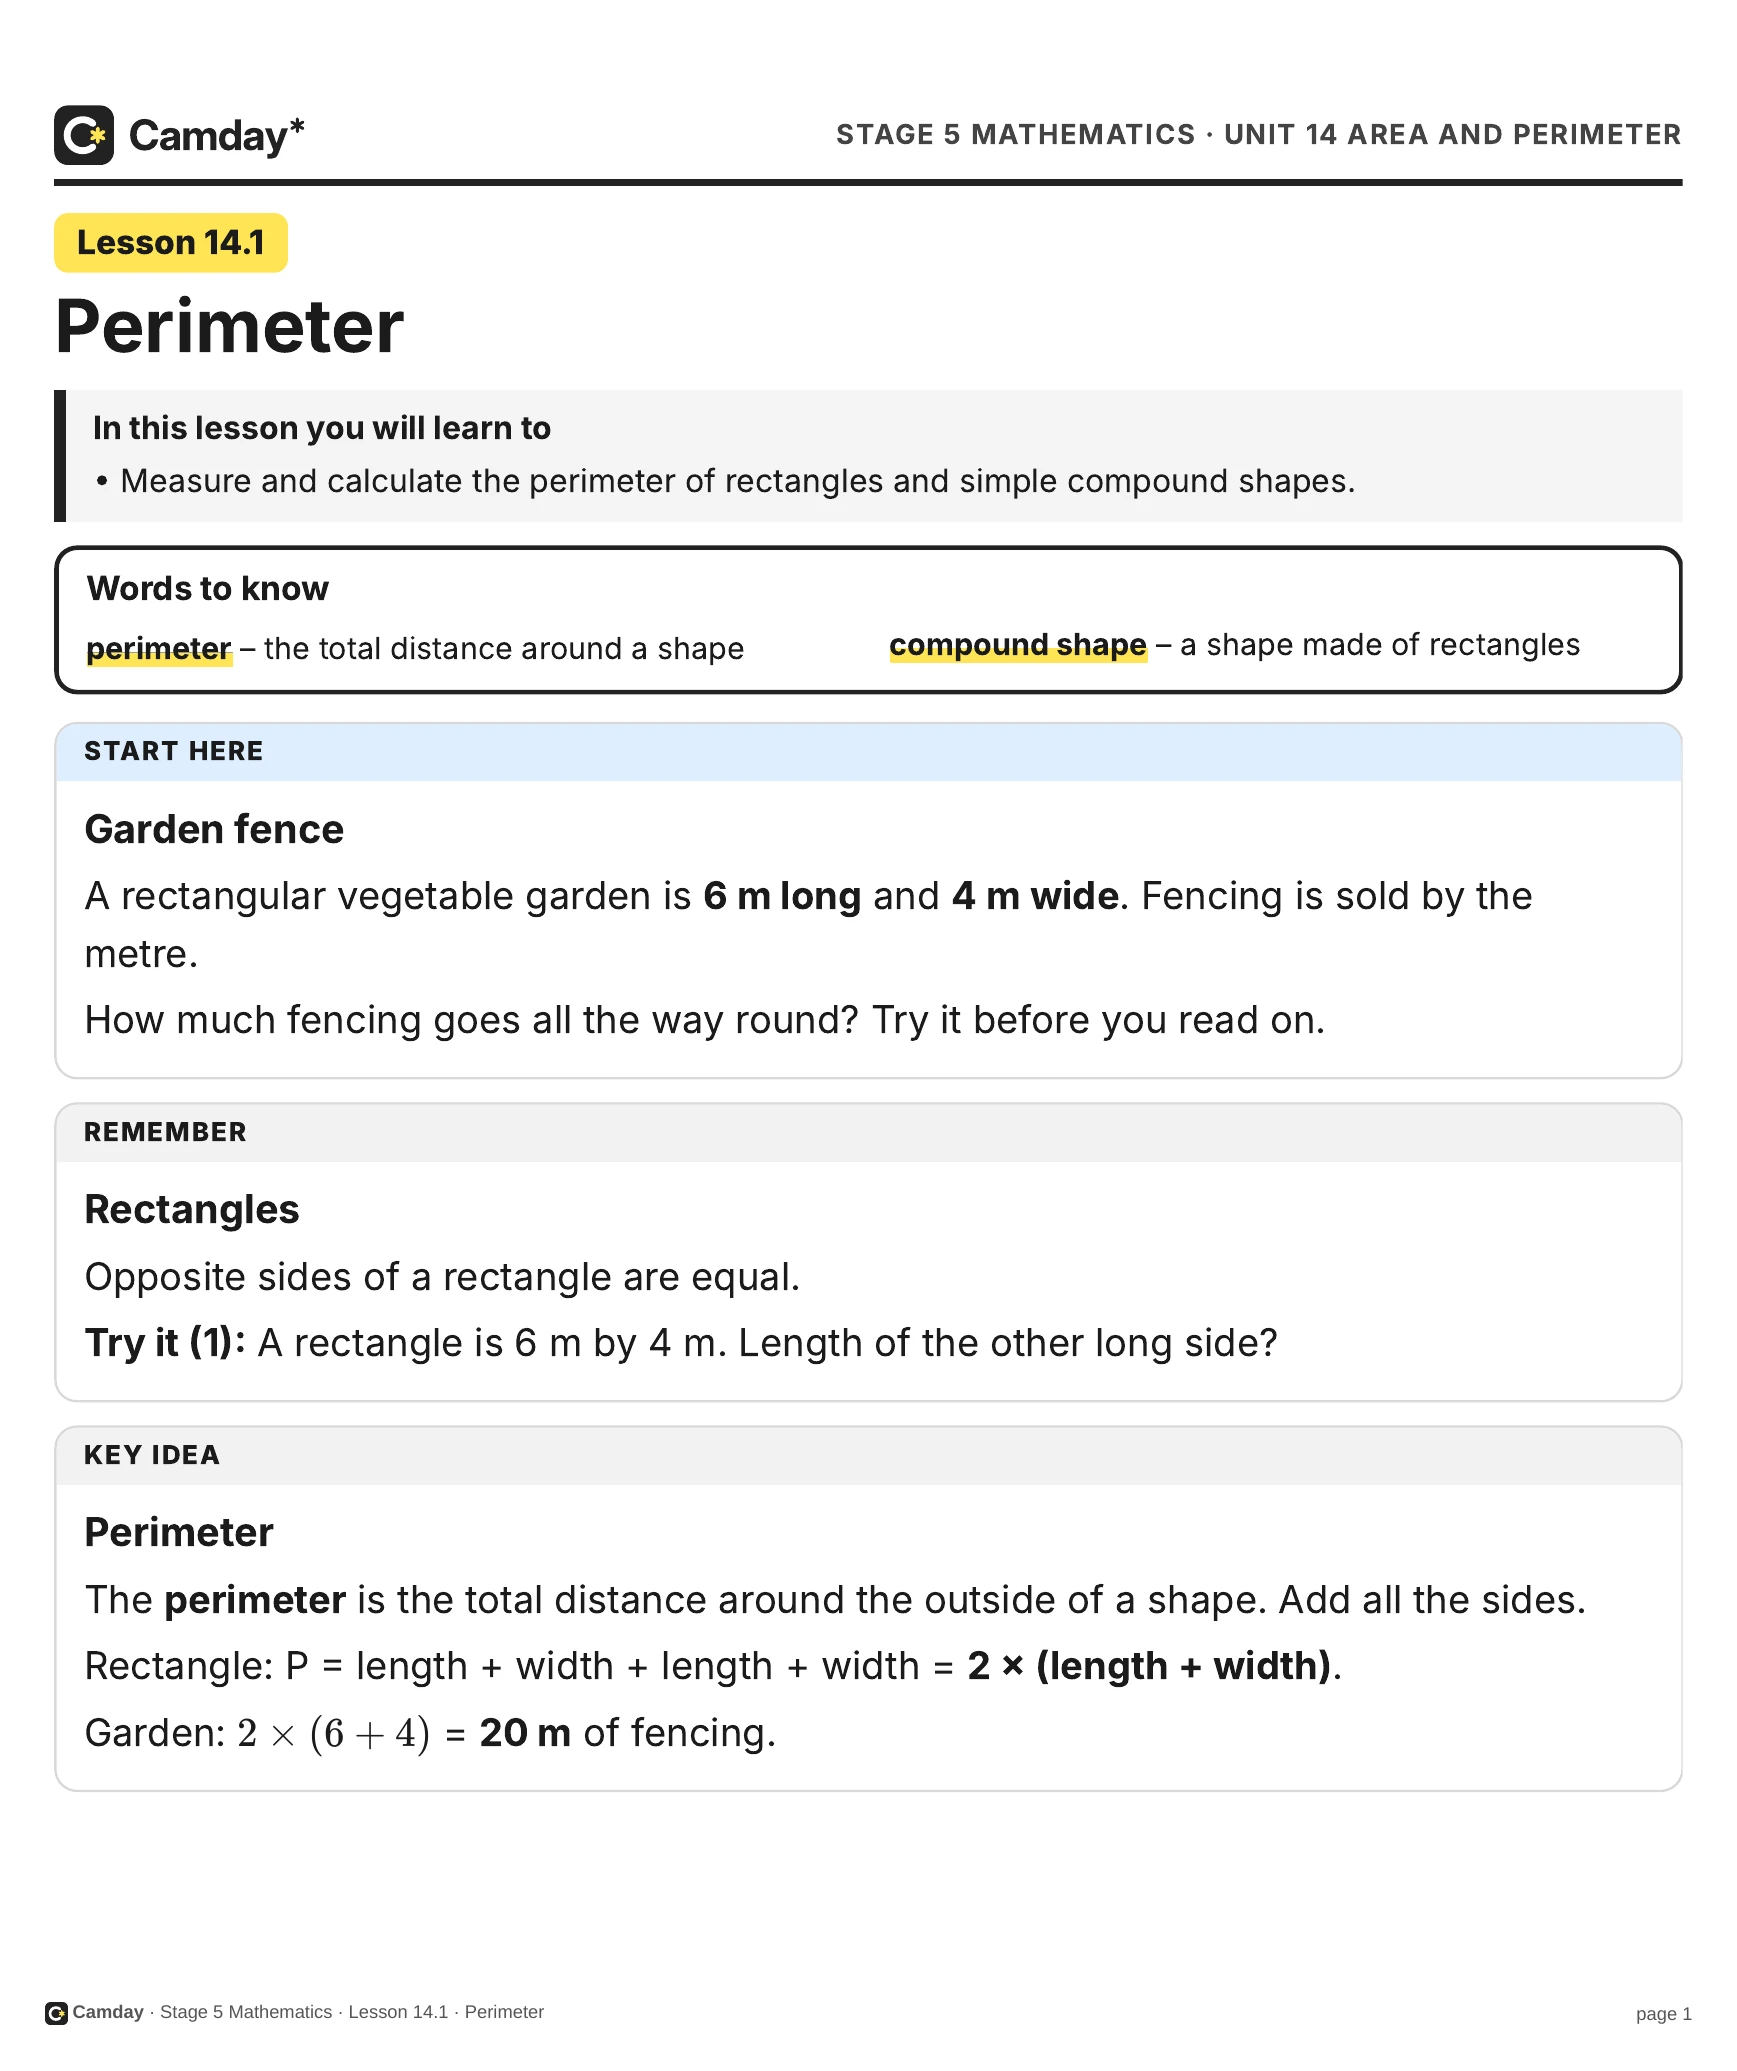 Camday*
STAGE 5 MATHEMATICS · UNIT 14 AREA AND PERIMETER
Lesson 14.1
Perimeter
In this lesson you will learn to
• Measure and calculate the perimeter of rectangles and simple compound shapes.
Words to know
perimeter – the total distance around a shape
compound shape – a shape made of rectangles
START HERE
Garden fence
A rectangular vegetable garden is 6 m long and 4 m wide. Fencing is sold by the
metre.
How much fencing goes all the way round? Try it before you read on.
REMEMBER
Rectangles
Opposite sides of a rectangle are equal.
Try it (1): A rectangle is 6 m by 4 m. Length of the other long side?
KEY IDEA
Perimeter
The perimeter is the total distance around the outside of a shape. Add all the sides.
Rectangle: P = length + width + length + width = 2 × (length + width).
Garden: 2 × (6 + 4) = 20 m of fencing.
Camday · Stage 5 Mathematics · Lesson 14.1 · Perimeter
page 1